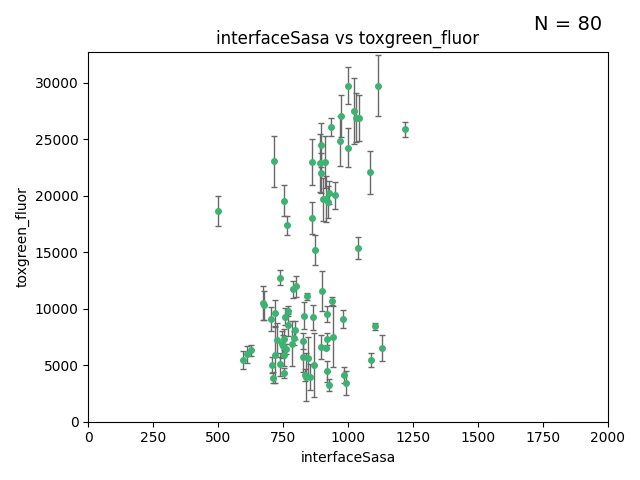 N = 80
interfaceSasa vs toxgreen_fluor
toxgreen_fluor
30000
25000
20000
15000
10000
5000
0
0 250 500 750 1000 1250 1500 1750 2000
interfaceSasa